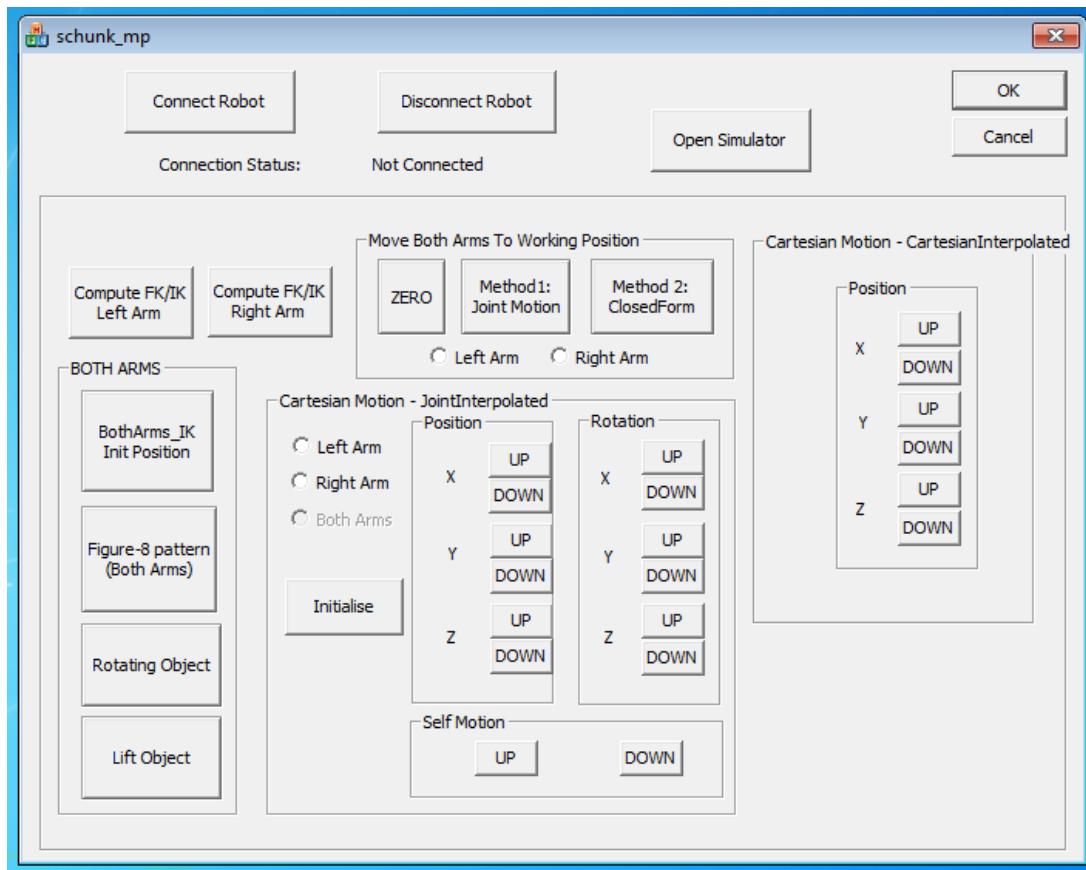 schunk_mp
Connect Robot
Disconnect Robot
OK
Open Simulator
Cancel
Connection Status:
Not Connected
Move Both Arms To Working Position
ZERO
Method1:
Joint Motion
Method 2:
ClosedForm
Left Arm
Right Arm
Compute FK/IK
Left Arm
Compute FK/IK
Right Arm
BOTH ARMS
BothArms_IK
Init Position
Figure-8 pattern
(Both Arms)
Rotating Object
Lift Object
Cartesian Motion - JointInterpolated
Left Arm
Right Arm
Both Arms
Initialise
Position
X
UP
DOWN
Y
UP
DOWN
Z
UP
DOWN
Rotation
X
UP
DOWN
Y
UP
DOWN
Z
UP
DOWN
Self Motion
UP
DOWN
Cartesian Motion - CartesianInterpolated
Position
X
UP
DOWN
Y
UP
DOWN
Z
UP
DOWN